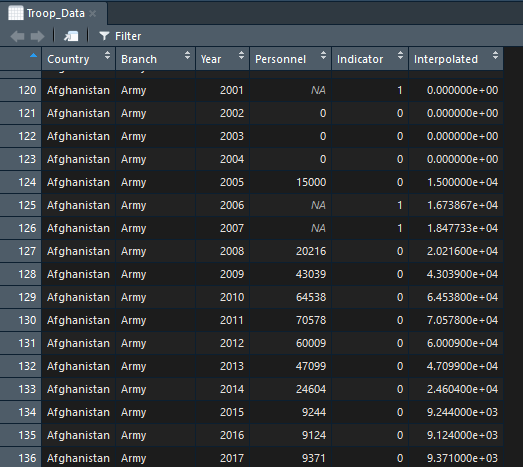 Troop_Data
Filter
Country Branch Year Personnel Indicator Interpolated
120 Afghanistan Army 2001 NA 1 0.000000e+00
121 Afghanistan Army 2002 0 0 0.000000e+00
122 Afghanistan Army 2003 0 0 0.000000e+00
123 Afghanistan Army 2004 0 0 0.000000e+00
124 Afghanistan Army 2005 15000 0 1.500000e+04
125 Afghanistan Army 2006 NA 1 1.673867e+04
126 Afghanistan Army 2007 NA 1 1.847733e+04
127 Afghanistan Army 2008 20216 0 2.021600e+04
128 Afghanistan Army 2009 43039 0 4.303900e+04
129 Afghanistan Army 2010 64538 0 6.453800e+04
130 Afghanistan Army 2011 70578 0 7.057800e+04
131 Afghanistan Army 2012 60009 0 6.000900e+04
132 Afghanistan Army 2013 47099 0 4.709900e+04
133 Afghanistan Army 2014 24604 0 2.460400e+04
134 Afghanistan Army 2015 9244 0 9.244000e+03
135 Afghanistan Army 2016 9124 0 9.124000e+03
136 Afghanistan Army 2017 9371 0 9.371000e+03